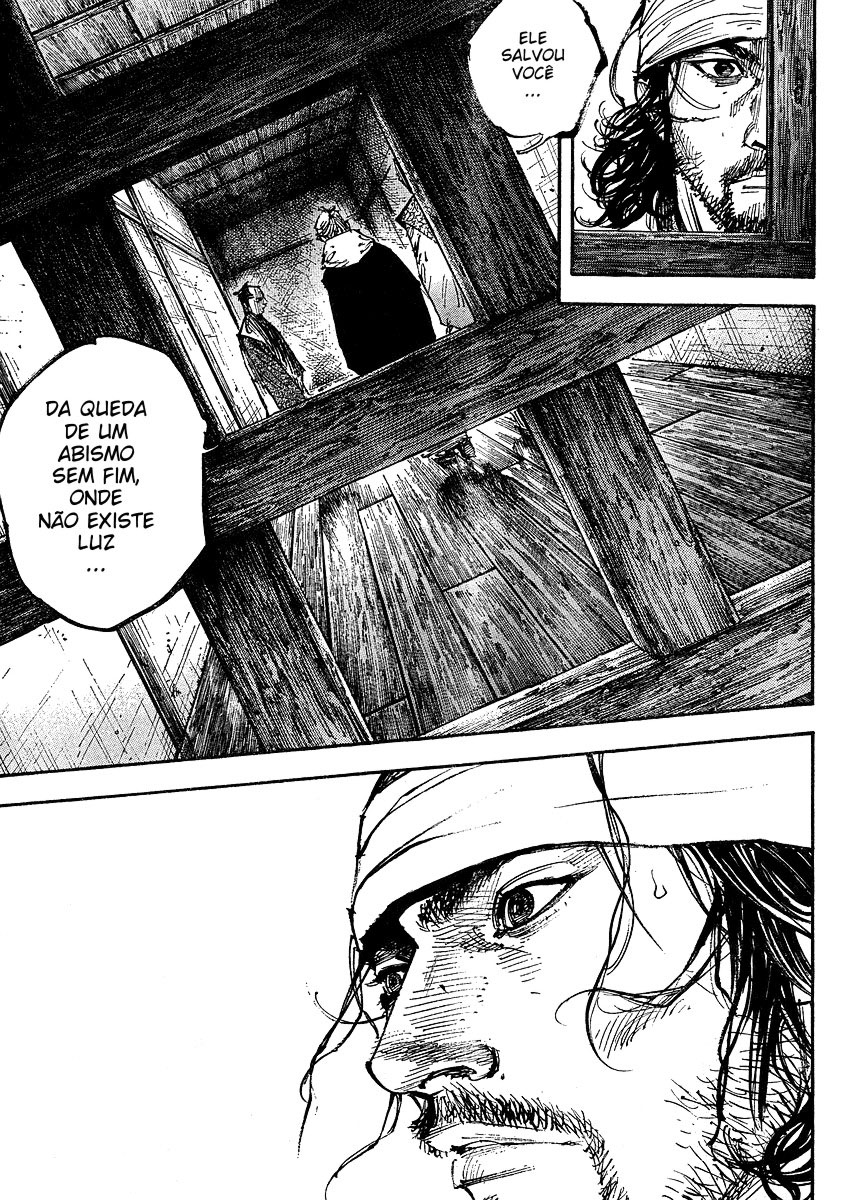 ELE
SALVOU
VOCÊ
...
DA QUEDA
DE UM
ABISMO
SEM FIM,
ONDE
NÃO EXISTE
LUZ
...